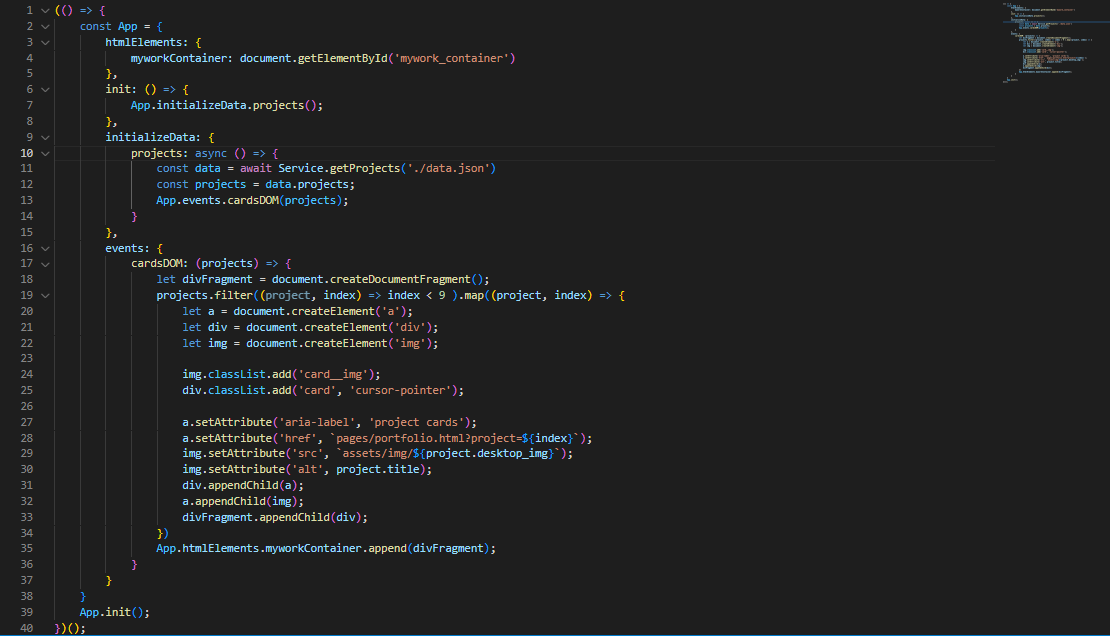 1 (() => {
2 const App = {
3 htmlElements: {
4 myworkContainer: document.getElementById('mywork_container')
5 },
6 init: () => {
7 App.initializeData.projects();
8 },
9 initializeData: {
10 projects: async () => {
11 const data = await Service.getProjects('./data.json')
12 const projects = data.projects;
13 App.events.cardsDOM(projects);
14 }
15 },
16 events: {
17 cardsDOM: (projects) => {
18 let divFragment = document.createDocumentFragment();
19 projects.filter((project, index) => index < 9 ).map((project, index) => {
20 let a = document.createElement('a');
21 let div = document.createElement('div');
22 let img = document.createElement('img');
23
24 img.classList.add('card__img');
25 div.classList.add('card', 'cursor-pointer');
26
27 a.setAttribute('aria-label', 'project cards');
28 a.setAttribute('href', `pages/portfolio.html?project=${index}`);
29 img.setAttribute('src', `assets/img/${project.desktop_img}`);
30 img.setAttribute('alt', project.title);
31 div.appendChild(a);
32 a.appendChild(img);
33 divFragment.appendChild(div);
34 })
35 App.htmlElements.myworkContainer.append(divFragment);
36 }
37 }
38 }
39 App.init();
40 })();